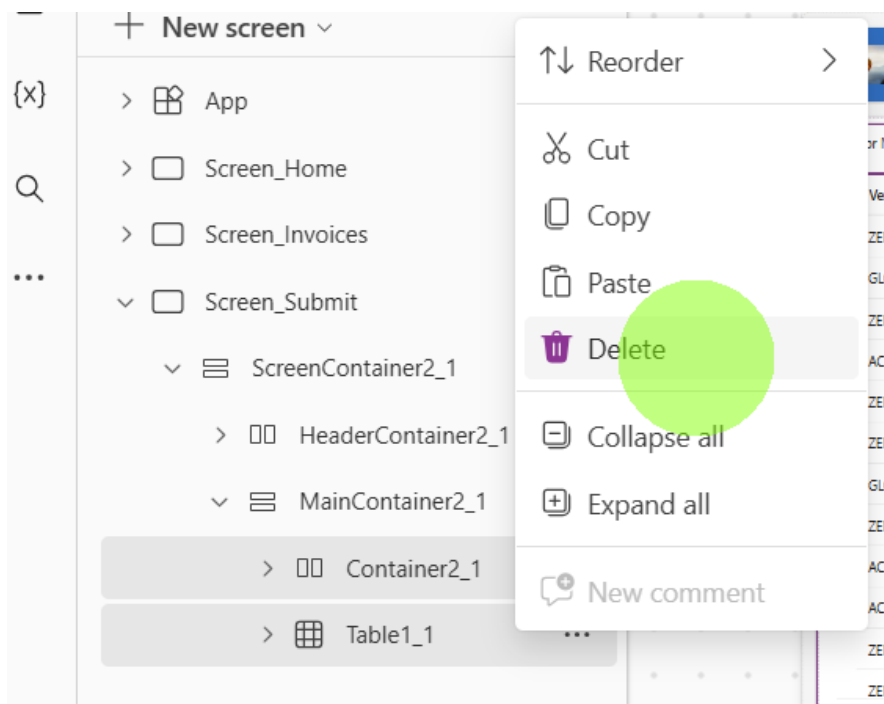 New screen
{x}
App
Screen_Home
Screen_Invoices
Screen_Submit
ScreenContainer2_1
HeaderContainer2_1
MainContainer2_1
Container2_1
Table1_1
Reorder
Cut
Copy
Paste
Delete
Collapse all
Expand all
New comment